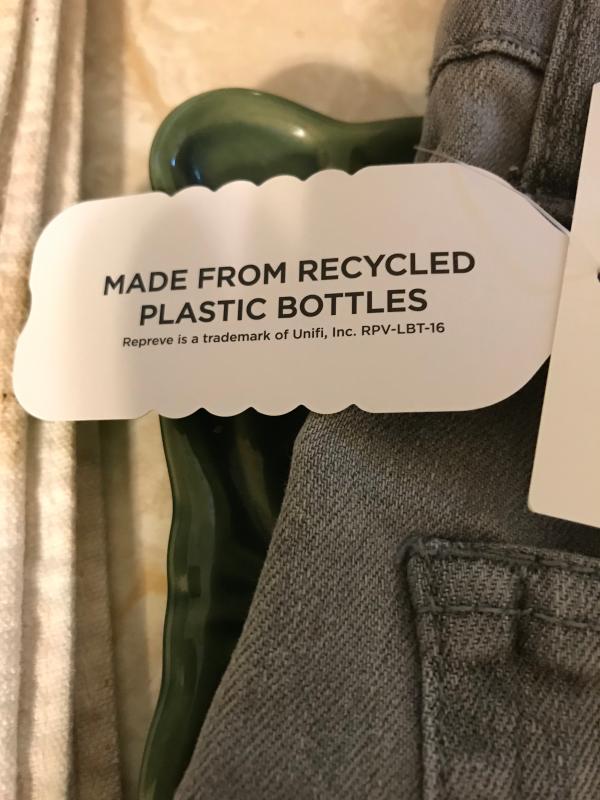 MADE FROM RECYCLED
PLASTIC BOTTLES
Repreve is a trademark of Unifi, Inc. RPV-LBT-16